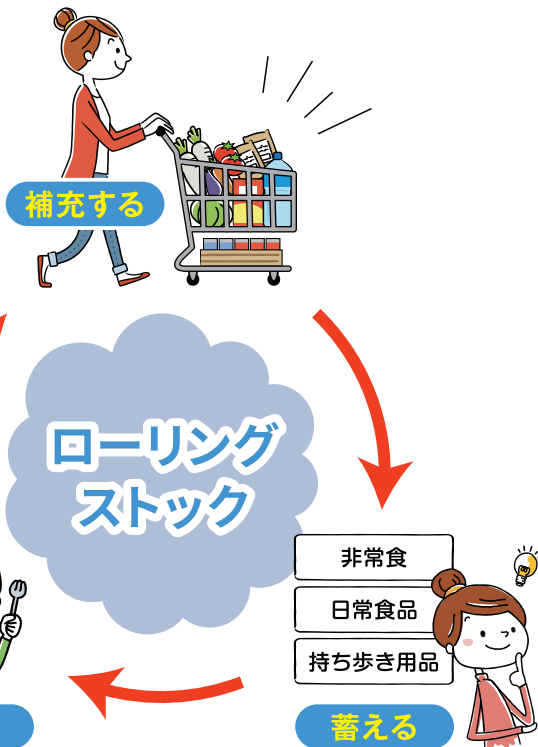 補充する
ローリング
ストック
非常食
日常食品
持ち歩き用品
蓄える